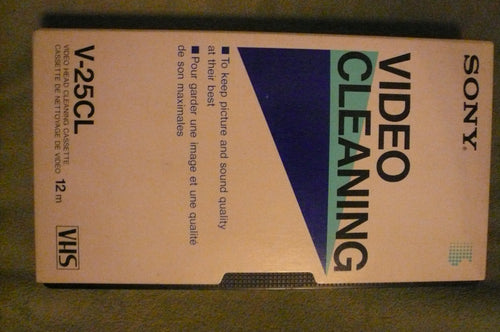 SONY®
VIDEO
CLEANING
■ To keep picture and sound quality
at their best
■ Pour garder une image et une qualité
de son maximales
V-25CL
VIDEO HEAD CLEANING CASSETTE
CASSETTE DE NETTOYAGE DE VIDEO 12 m
VHS